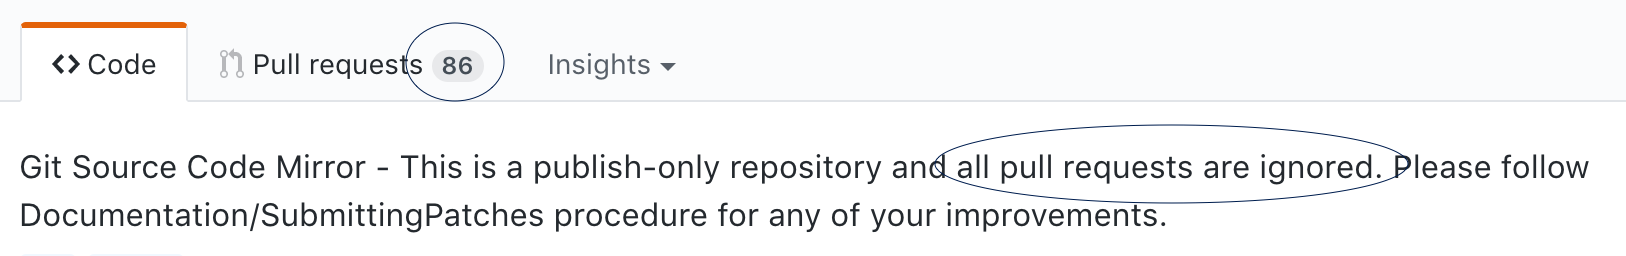 <> Code Pull requests 86 Insights
Git Source Code Mirror - This is a publish-only repository and all pull requests are ignored. Please follow
Documentation/SubmittingPatches procedure for any of your improvements.